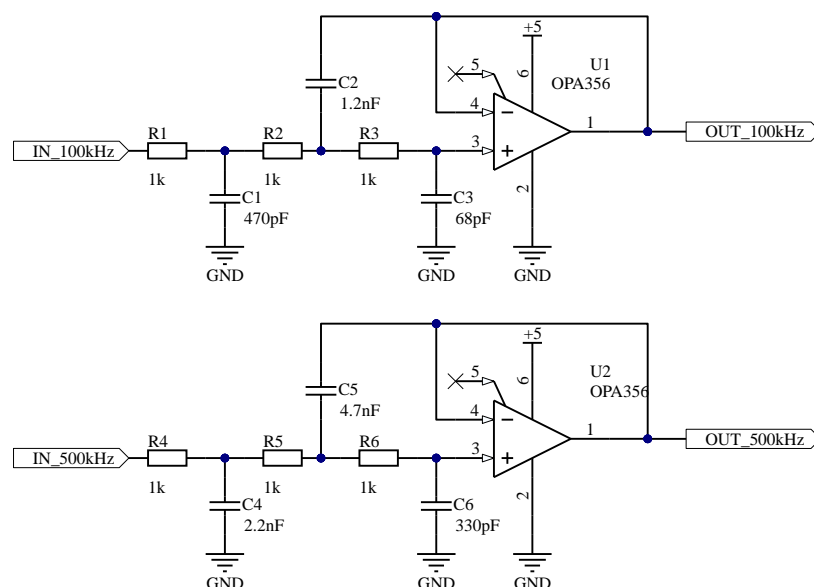 +5
U1
OPA356
5
6
C2
1.2nF
4
−
1
OUT_100kHz
IN_100kHz
R1
R2
R3
3
+
1k
1k
1k
C1
470pF
C3
68pF
2
GND
GND
GND
+5
U2
OPA356
5
6
C5
4.7nF
4
−
1
OUT_500kHz
IN_500kHz
R4
R5
R6
3
+
1k
1k
1k
C4
2.2nF
C6
330pF
2
GND
GND
GND